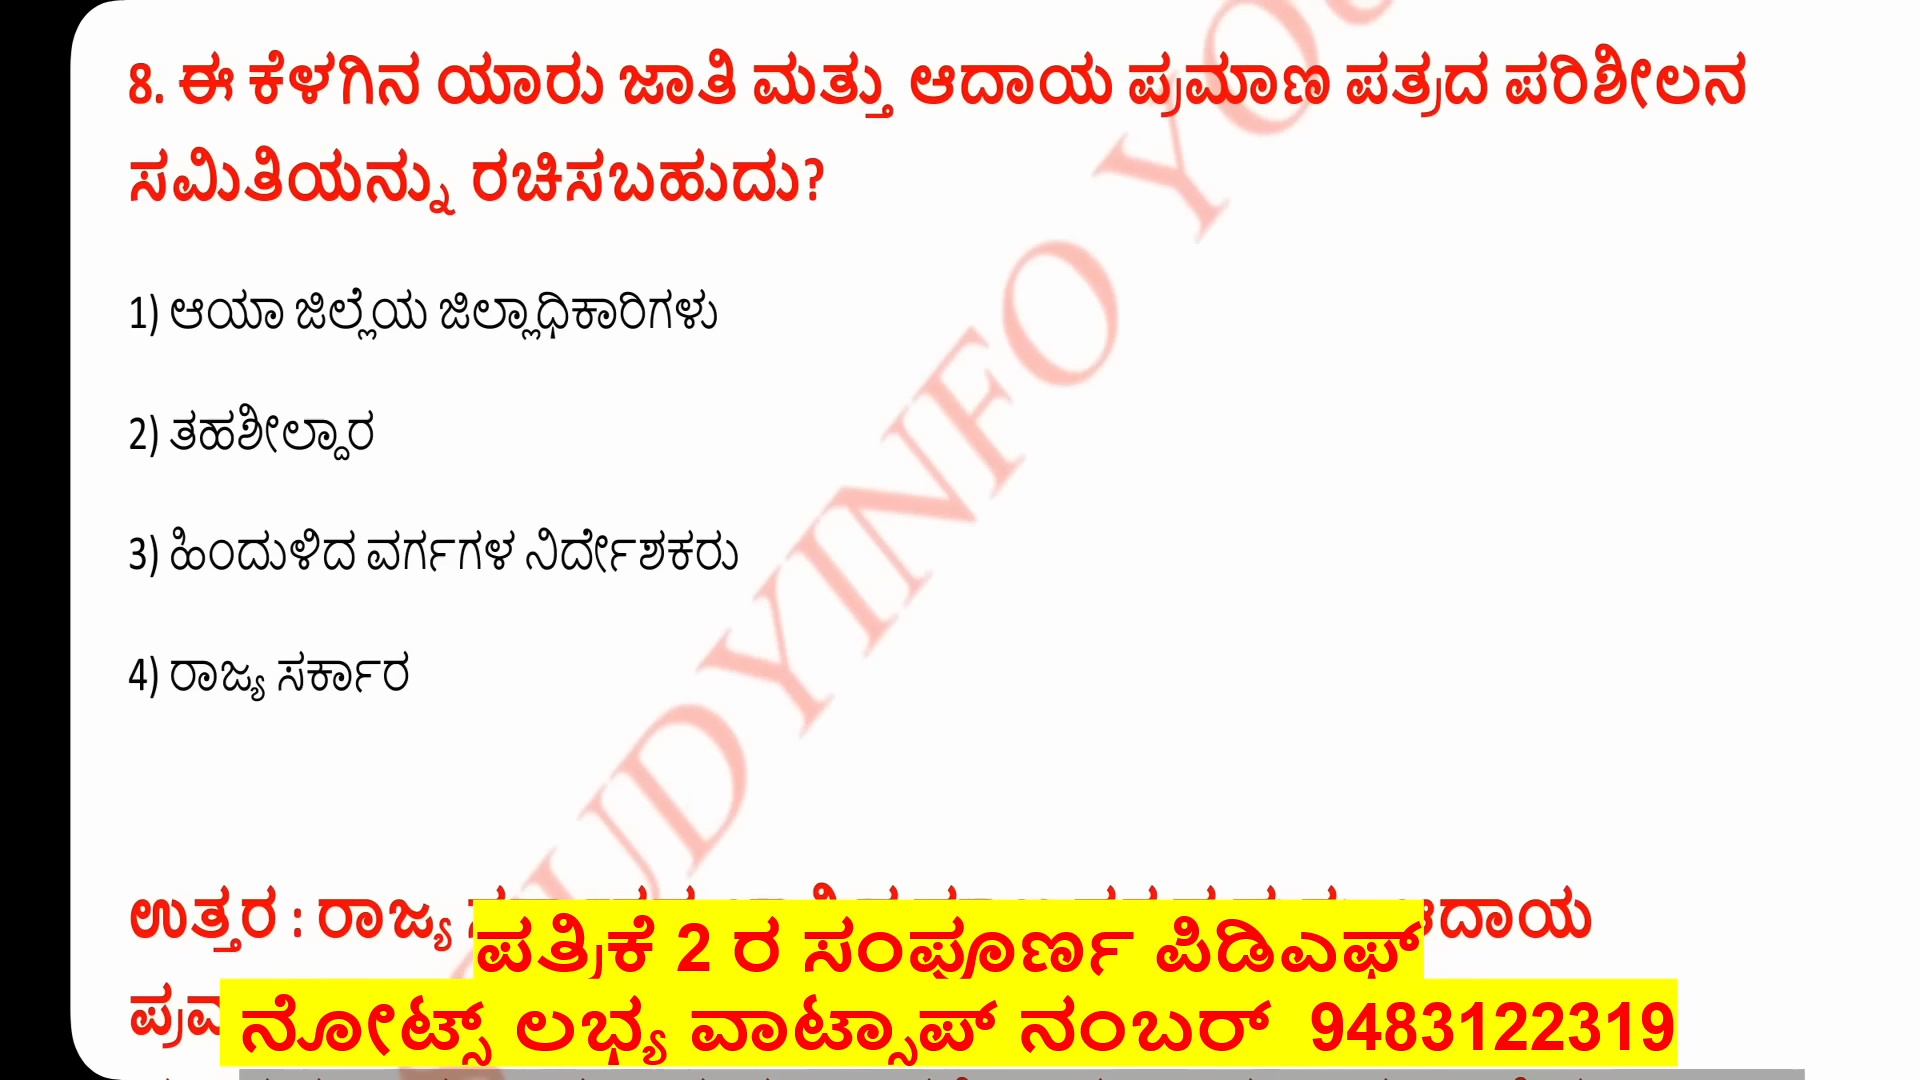 8. ಈ ಕೆಳಗಿನ ಯಾರು ಜಾತಿ ಮತ್ತು ಆದಾಯ ಪ್ರಮಾಣ ಪತ್ರದ ಪರಿಶೀಲನ
ಸಮಿತಿಯನ್ನು ರಚಿಸಬಹುದು?
1) ಆಯಾ ಜಿಲ್ಲೆಯ ಜಿಲ್ಲಾಧಿಕಾರಿಗಳು
2) ತಹಶೀಲ್ದಾರ
3) ಹಿಂದುಳಿದ ವರ್ಗಗಳ ನಿರ್ದೇಶಕರು
4) ರಾಜ್ಯ ಸರ್ಕಾರ
ಉತ್ತರ : ರಾಜ್ಯ
ಪತ್ರಿಕೆ 2 ರ ಸಂಪೂರ್ಣ ಪಿಡಿಎಫ್
ನೋಟ್ಸ್ ಲಭ್ಯ ವಾಟ್ಸಾಪ್ ನಂಬರ್ 9483122319